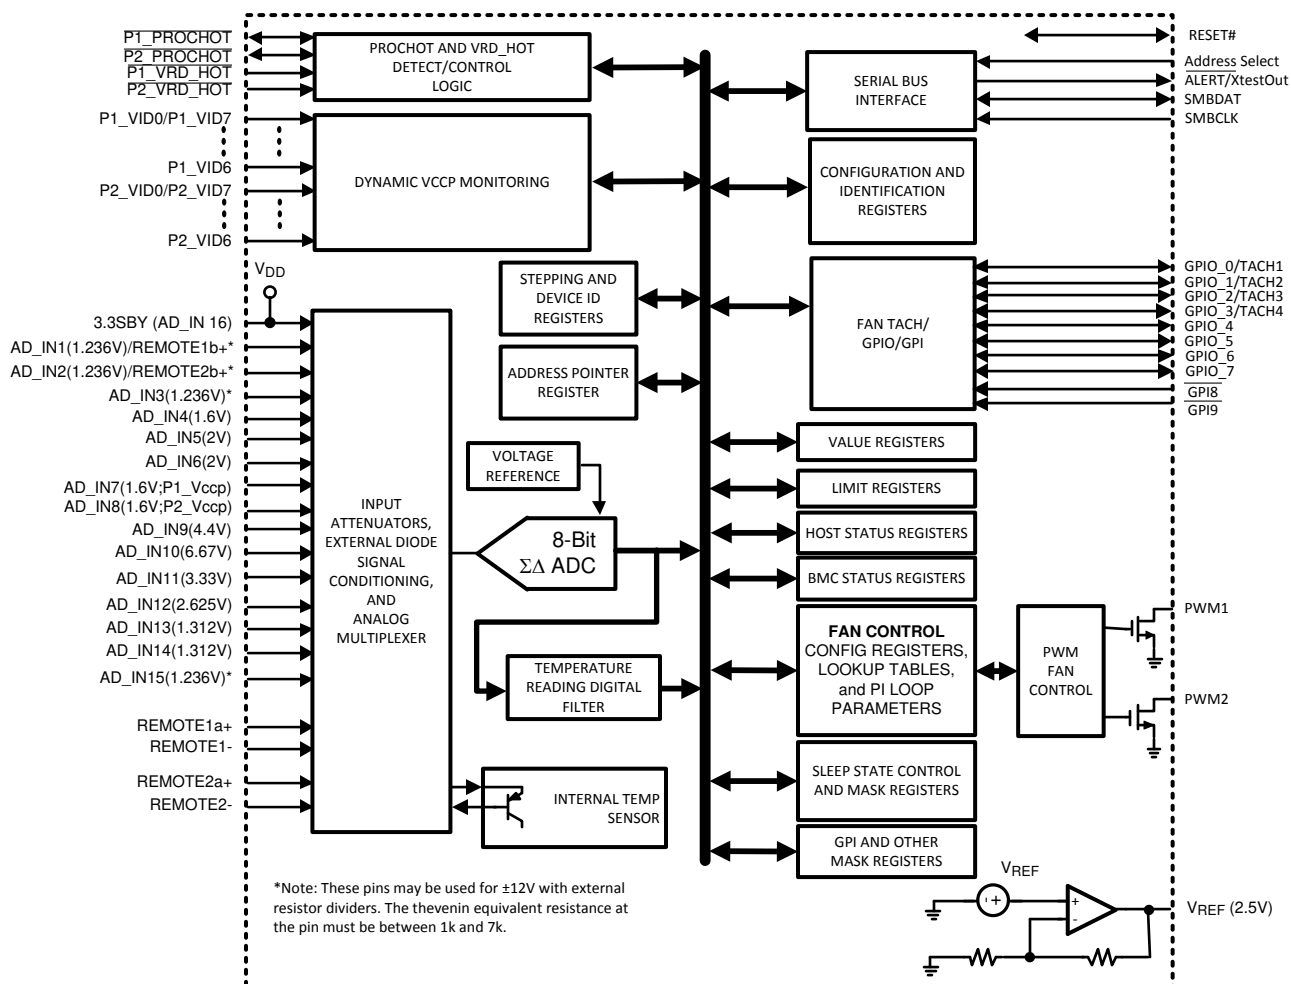 P1_PROCHOT
P2_PROCHOT
P1_VRD_HOT
P2_VRD_HOT
P1_VID0/P1_VID7
P1_VID6
P2_VID0/P2_VID7
P2_VID6
VDD
3.3SBY (AD_IN 16)
AD_IN1(1.236V)/REMOTE1b+*
AD_IN2(1.236V)/REMOTE2b+*
AD_IN3(1.236V)*
AD_IN4(1.6V)
AD_IN5(2V)
AD_IN6(2V)
AD_IN7(1.6V;P1_Vccp)
AD_IN8(1.6V;P2_Vccp)
AD_IN9(4.4V)
AD_IN10(6.67V)
AD_IN11(3.33V)
AD_IN12(2.625V)
AD_IN13(1.312V)
AD_IN14(1.312V)
AD_IN15(1.236V)*
REMOTE1a+
REMOTE1-
REMOTE2a+
REMOTE2-
PROCHOT AND VRD_HOT
DETECT/CONTROL
LOGIC
DYNAMIC VCCP MONITORING
STEPPING AND
DEVICE ID
REGISTERS
ADDRESS POINTER
REGISTER
VOLTAGE
REFERENCE
INPUT
ATTENUATORS,
EXTERNAL DIODE
SIGNAL
CONDITIONING,
AND
ANALOG
MULTIPLEXER
8-Bit
ΣΔ ADC
TEMPERATURE
READING DIGITAL
FILTER
INTERNAL TEMP
SENSOR
*Note: These pins may be used for ±12V with external
resistor dividers. The thevenin equivalent resistance at
the pin must be between 1k and 7k.
SERIAL BUS
INTERFACE
CONFIGURATION AND
IDENTIFICATION
REGISTERS
FAN TACH/
GPIO/GPI
VALUE REGISTERS
LIMIT REGISTERS
HOST STATUS REGISTERS
BMC STATUS REGISTERS
FAN CONTROL
CONFIG REGISTERS,
LOOKUP TABLES,
and PI LOOP
PARAMETERS
PWM
FAN
CONTROL
SLEEP STATE CONTROL
AND MASK REGISTERS
GPI AND OTHER
MASK REGISTERS
RESET#
Address Select
ALERT/XtestOut
SMBDAT
SMBCLK
GPIO_0/TACH1
GPIO_1/TACH2
GPIO_2/TACH3
GPIO_3/TACH4
GPIO_4
GPIO_5
GPIO_6
GPIO_7
GPI8
GPI9
PWM1
PWM2
VREF
- +
+
-
VREF (2.5V)